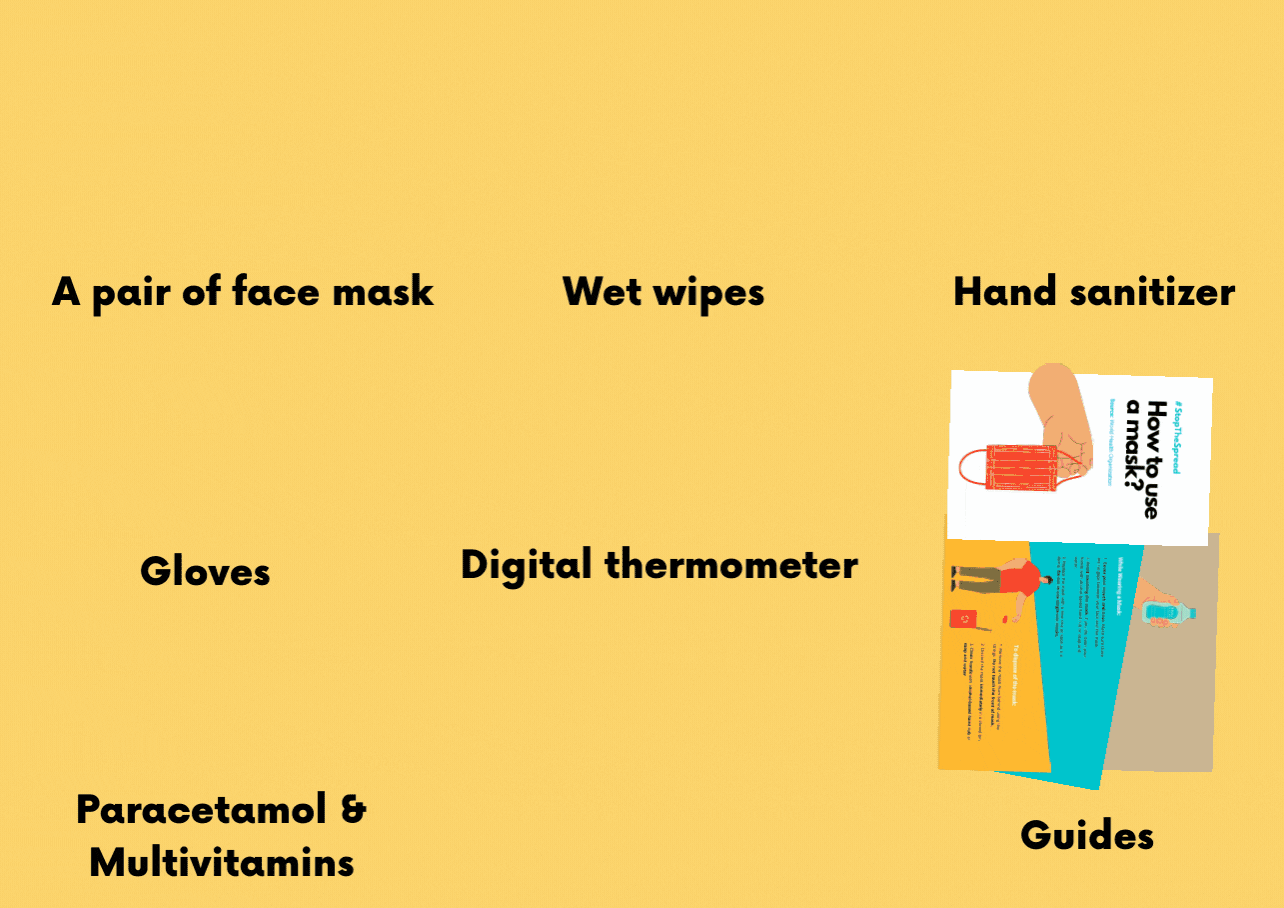 A pair of face mask
Wet wipes
Hand sanitizer
#StopTheSpread
How to use
a mask?
Source: World Health Organization
Gloves
Digital thermometer
While Wearing a Mask:
To dispose of the mask:
Paracetamol &
Multivitamins
Guides